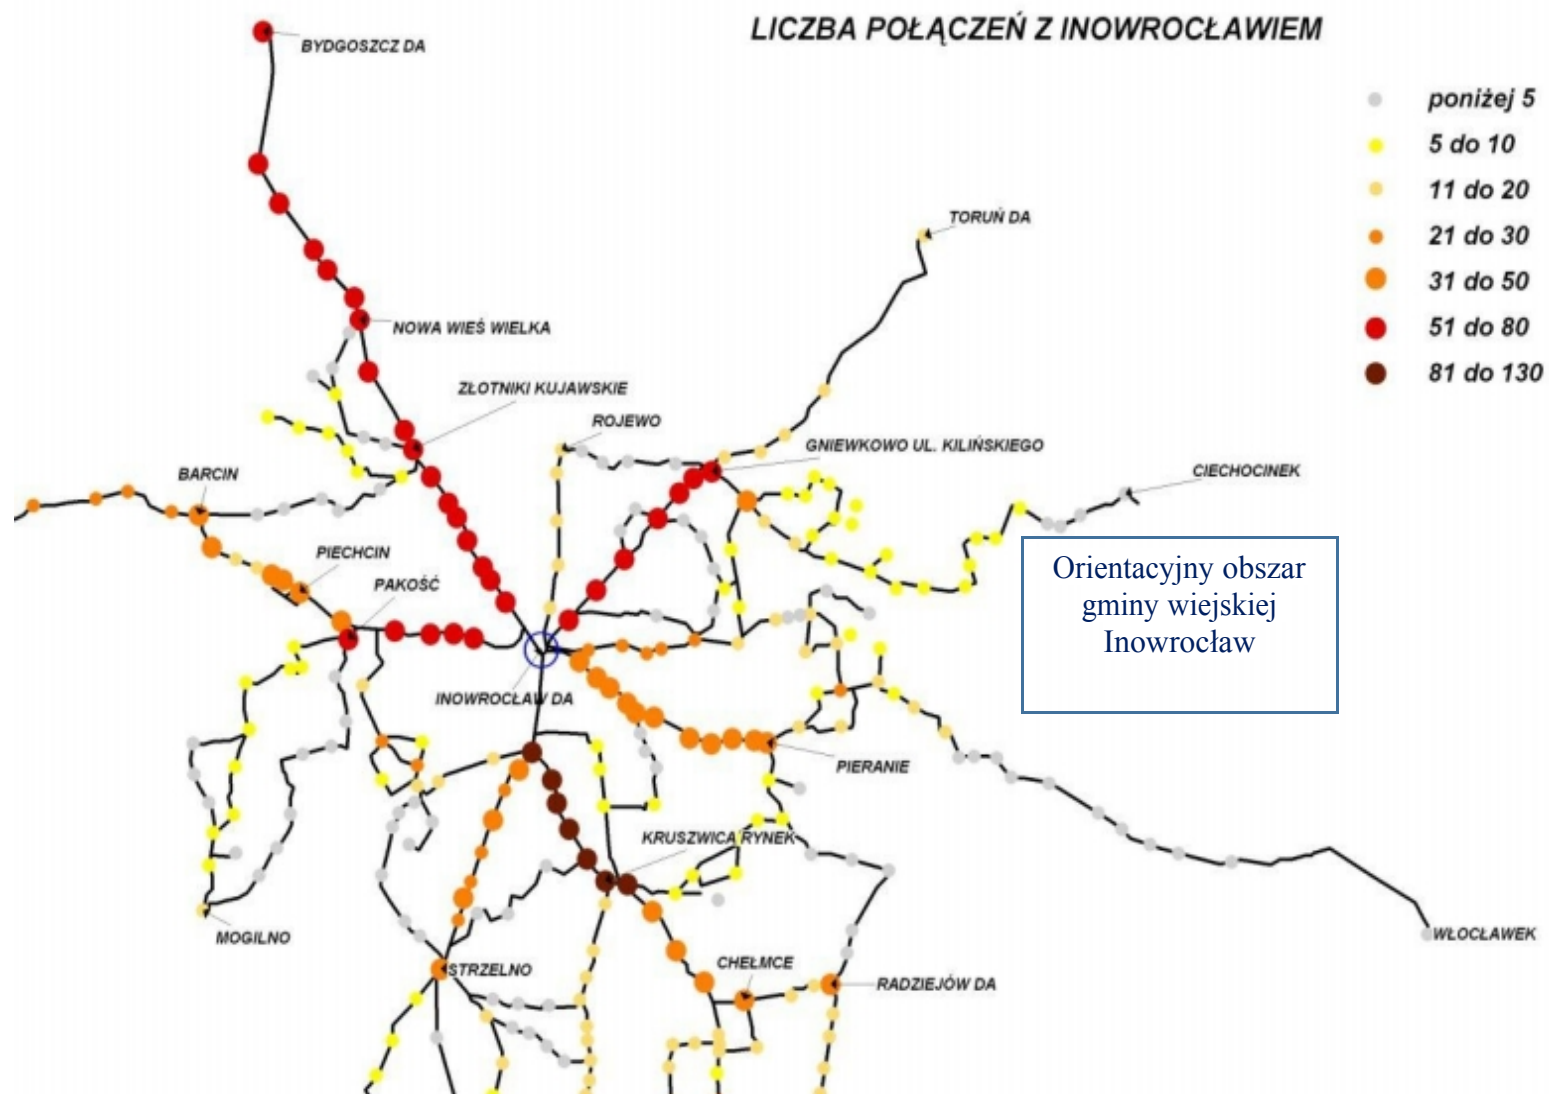 LICZBA POŁĄCZEŃ Z INOWROCŁAWIEM
BYDGOSZCZ DA
poniżej 5
5 do 10
11 do 20
21 do 30
31 do 50
51 do 80
81 do 130
TORUŃ DA
NOWA WIEŚ WIELKA
ZŁOTNIKI KUJAWSKIE
ROJEWO
GNIEWKOWO UL. KILIŃSKIEGO
CIECHOCINEK
BARCIN
PIECHCIN
PAKOŚĆ
Orientacyjny obszar
gminy wiejskiej
Inowrocław
INOWROCŁAW DA
PIERANIE
KRUSZWICA RYNEK
MOGILNO
WŁOCŁAWEK
STRZELNO
CHEŁMCE
RADZIEJÓW DA